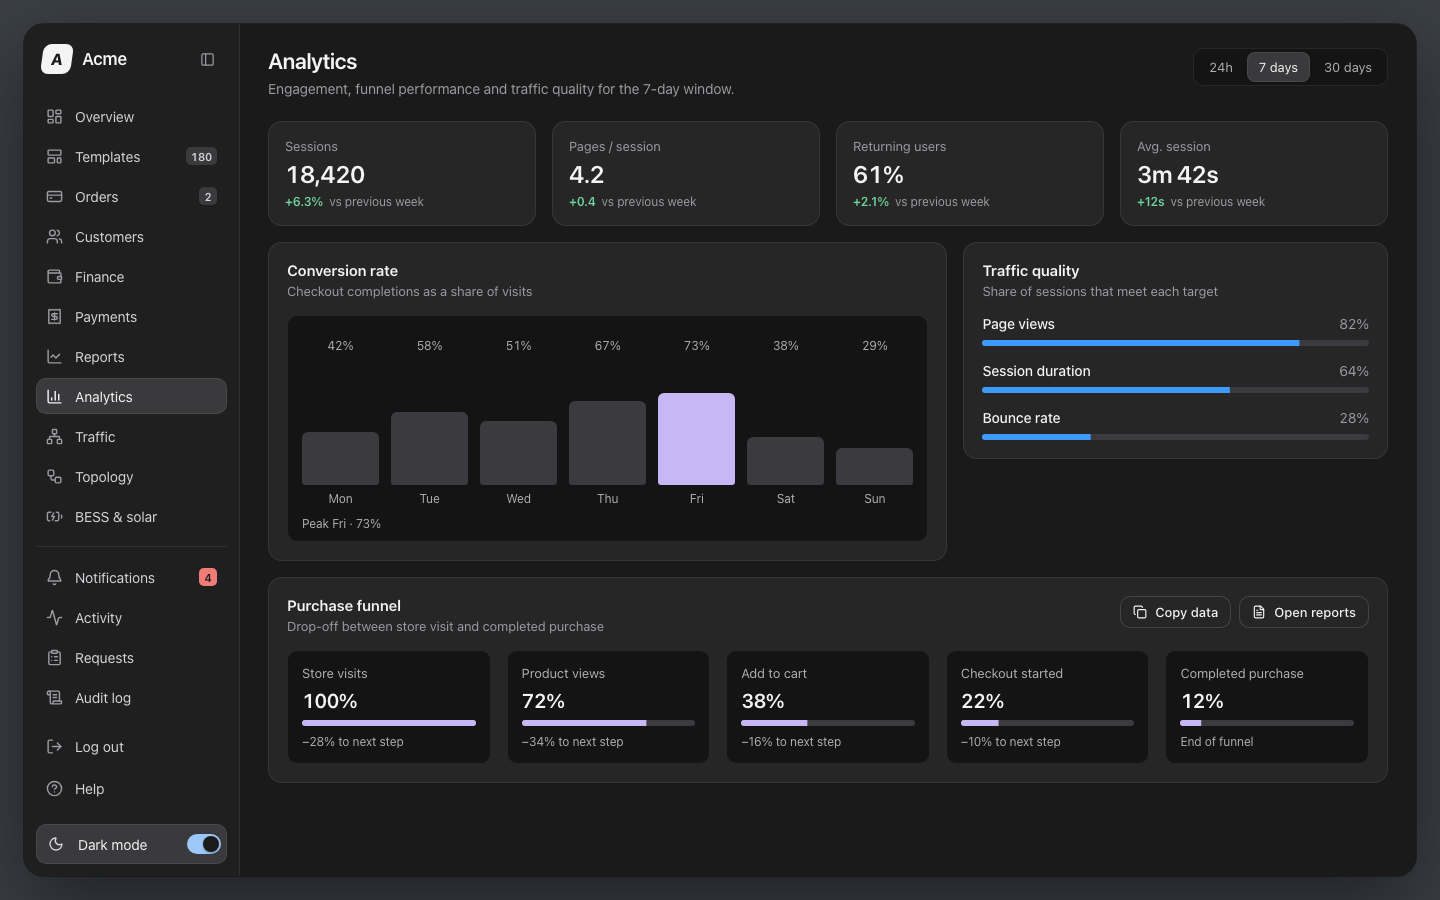 A Acme
Overview
Templates 180
Orders 2
Customers
Finance
Payments
Reports
Analytics
Traffic
Topology
BESS & solar
Notifications 4
Activity
Requests
Audit log
Log out
Help
Dark mode
Analytics
Engagement, funnel performance and traffic quality for the 7-day window.
24h 7 days 30 days
Sessions
18,420
+6.3% vs previous week
Pages / session
4.2
+0.4 vs previous week
Returning users
61%
+2.1% vs previous week
Avg. session
3m 42s
+12s vs previous week
Conversion rate
Checkout completions as a share of visits
42% 58% 51% 67% 73% 38% 29%
Mon Tue Wed Thu Fri Sat Sun
Peak Fri · 73%
Traffic quality
Share of sessions that meet each target
Page views 82%
Session duration 64%
Bounce rate 28%
Purchase funnel
Drop-off between store visit and completed purchase
Copy data Open reports
Store visits
100%
−28% to next step
Product views
72%
−34% to next step
Add to cart
38%
−16% to next step
Checkout started
22%
−10% to next step
Completed purchase
12%
End of funnel